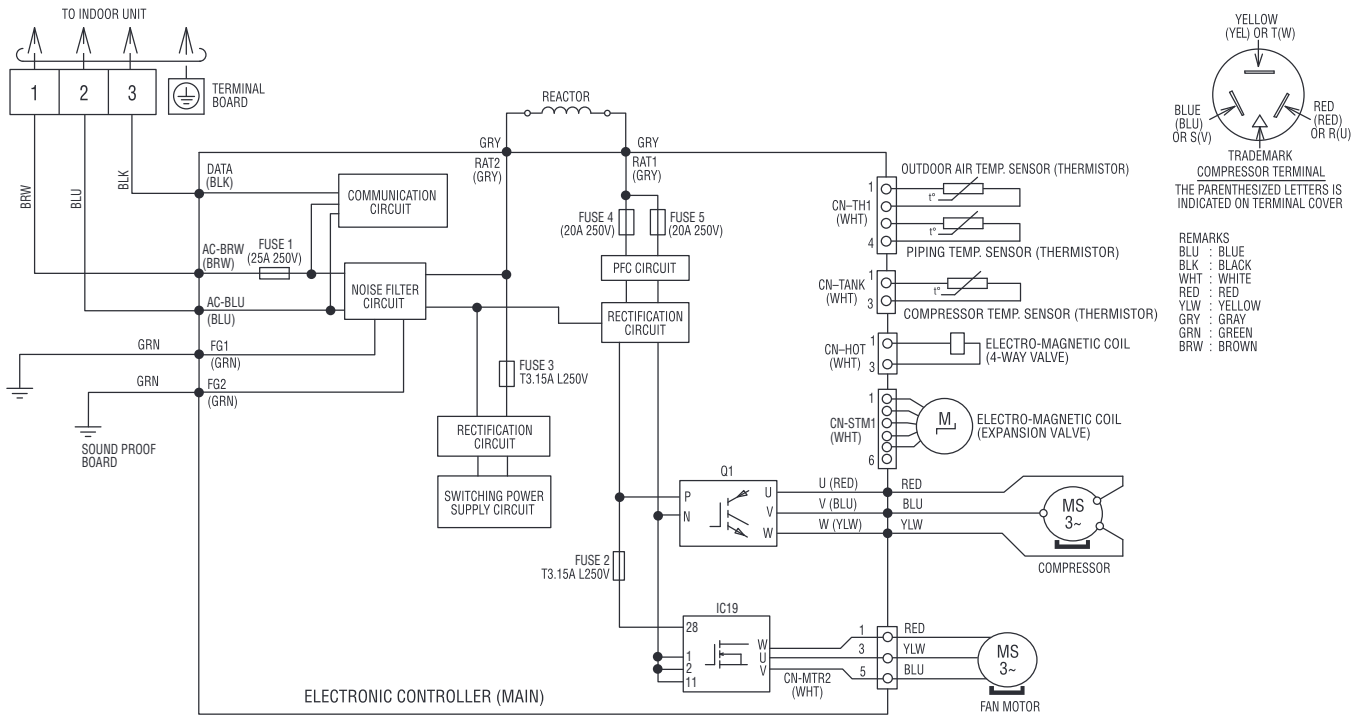 TO INDOOR UNIT
1 2 3
TERMINAL
BOARD
BRW
BLU
BLK
REACTOR
GRY
GRY
RAT2
(GRY)
RAT1
(GRY)
DATA
(BLK)
COMMUNICATION
CIRCUIT
AC-BRW
(BRW)
FUSE 1
(25A 250V)
NOISE FILTER
CIRCUIT
AC-BLU
(BLU)
GRN
FG1
(GRN)
GRN
FG2
(GRN)
SOUND PROOF
BOARD
FUSE 4
(20A 250V)
FUSE 5
(20A 250V)
PFC CIRCUIT
RECTIFICATION
CIRCUIT
FUSE 3
T3.15A L250V
RECTIFICATION
CIRCUIT
SWITCHING POWER
SUPPLY CIRCUIT
FUSE 2
T3.15A L250V
Q1
P
N
U
V
W
IC19
28
1
2
11
W
U
V
ELECTRONIC CONTROLLER (MAIN)
OUTDOOR AIR TEMP. SENSOR (THERMISTOR)
1
CN–TH1
(WHT)
4
t°
t°
PIPING TEMP. SENSOR (THERMISTOR)
1
CN–TANK
(WHT)
3
t°
COMPRESSOR TEMP. SENSOR (THERMISTOR)
1
CN–HOT
(WHT)
3
ELECTRO-MAGNETIC COIL
(4-WAY VALVE)
1
CN-STM1
(WHT)
6
M
ELECTRO-MAGNETIC COIL
(EXPANSION VALVE)
U (RED) RED
V (BLU) BLU
W (YLW) YLW
MS
3~
COMPRESSOR
1 RED
3 YLW
5 BLU
CN-MTR2
(WHT)
MS
3~
FAN MOTOR
YELLOW
(YEL) OR T(W)
BLUE
(BLU)
OR S(V)
RED
(RED)
OR R(U)
TRADEMARK
COMPRESSOR TERMINAL
THE PARENTHESIZED LETTERS IS
INDICATED ON TERMINAL COVER
REMARKS
BLU : BLUE
BLK : BLACK
WHT : WHITE
RED : RED
YLW : YELLOW
GRY : GRAY
GRN : GREEN
BRW : BROWN